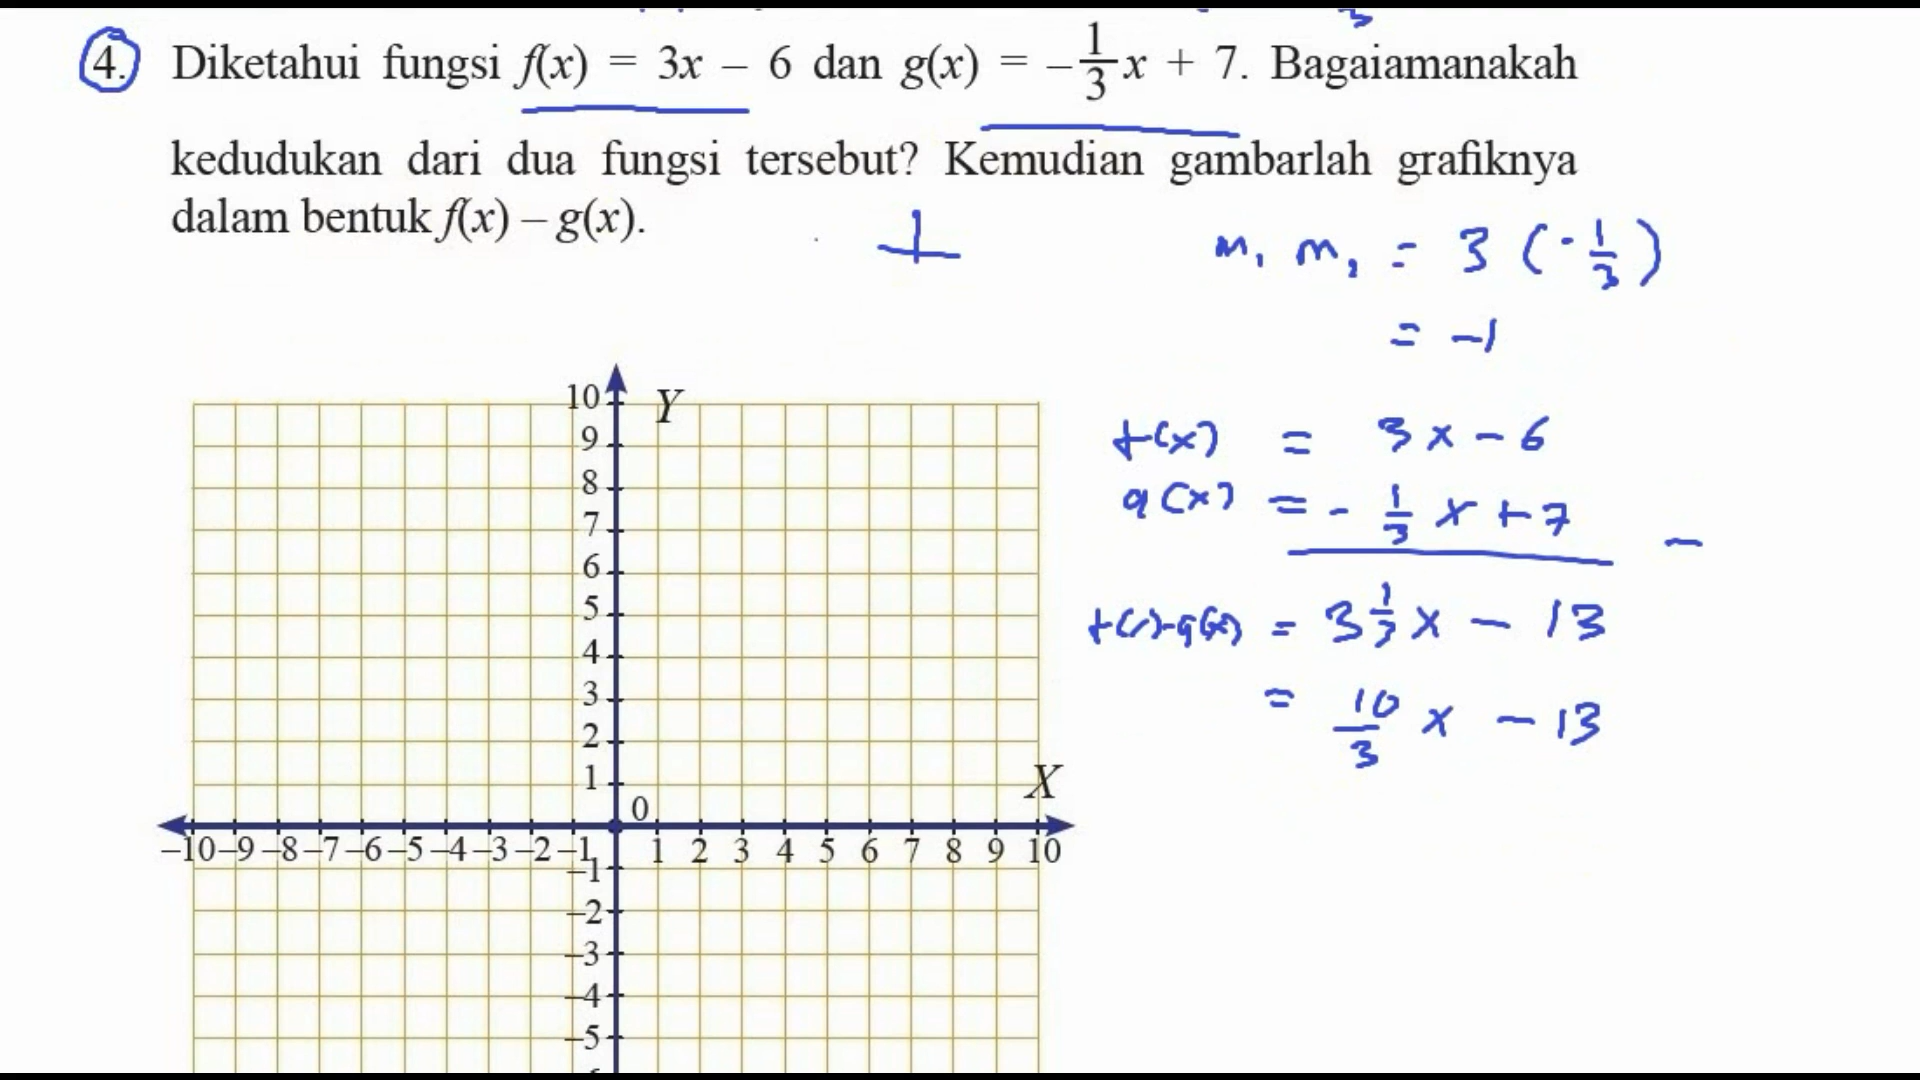 4. Diketahui fungsi f(x) = 3x – 6 dan g(x) = –1/3x + 7. Bagaiamanakah
kedudukan dari dua fungsi tersebut? Kemudian gambarlah grafiknya
dalam bentuk f(x) – g(x).
m₁ m₂ = 3 (-1/3)
= -1
f(x) = 3x - 6
g(x) = -1/3 x + 7
f(x)-g(x) = 3 1/3 x - 13
= 10/3 x - 13
Y
10
9
8
7
6
5
4
3
2
1
X
0
–10 –9 –8 –7 –6 –5 –4 –3 –2 –1 1 2 3 4 5 6 7 8 9 10
–1
–2
–3
–4
–5